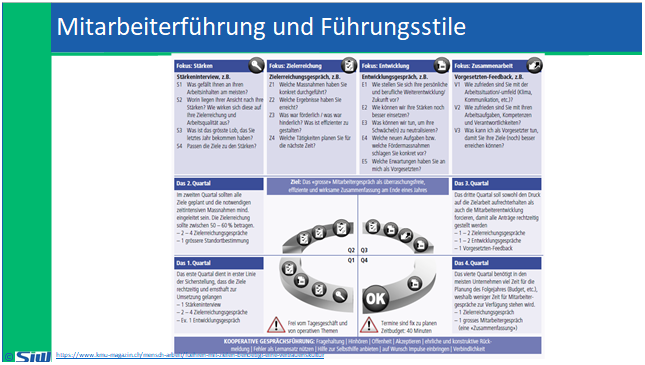 Mitarbeiterführung und Führungsstile
Fokus: Stärken
Stärkeninterview, z.B.
S1 Was gefällt Ihnen an Ihren
Arbeitsinhalten am meisten?
S2 Worin liegen Ihrer Ansicht nach Ihre
Stärken? Wie wirken sich diese auf
Ihre Zielerreichung und
Arbeitsqualität aus?
S3 Was ist das grösste Lob, das Sie
letztes Jahr bekommen haben?
S4 Passen die Ziele zu den Stärken?
Fokus: Zielerreichung
Zielerreichungsgespräch, z.B.
Z1 Welche Massnahmen haben Sie
konkret durchgeführt?
Z2 Welche Ergebnisse haben Sie
erreicht?
Z3 Was war förderlich / was war
hinderlich? Was ist effizienter zu
gestalten?
Z4 Welche Tätigkeiten planen Sie für
die nächste Zeit?
Fokus: Entwicklung
Entwicklungsgespräch, z.B.
E1 Wie stellen Sie sich Ihre persönliche
und berufliche Weiterentwicklung/
Zukunft vor?
E2 Wie können wir Ihre Stärken noch
besser einsetzen?
E3 Was können wir tun, um Ihre
Schwäche(n) zu neutralisieren?
E4 Welche neuen Aufgaben bzw.
welche Fördermassnahmen
schlagen Sie konkret vor?
E5 Welche Erwartungen haben Sie an
mich als Vorgesetzten?
Fokus: Zusammenarbeit
Vorgesetzten-Feedback, z.B.
V1 Wie zufrieden sind Sie mit der
Arbeitssituation/-umfeld (Klima,
Kommunikation, etc.)?
V2 Wie zufrieden sind Sie mit Ihren
Arbeitsaufgaben, Kompetenzen
und Verantwortlichkeiten?
V3 Was kann ich als Vorgesetzter tun,
damit Sie Ihre Ziele (noch) besser
erreichen können?
Das 2. Quartal
Im zweiten Quartal sollten alle
Ziele geplant und die notwendigen
zeitintensiven Massnahmen mind.
eingeleitet sein. Die Zielerreichung
sollte zwischen 50 – 60 % betragen.
– 2 – 4 Zielerreichungsgespräche
– 1 grössere Standortbestimmung
Ziel: Das «grosse» Mitarbeitergespräch als überraschungsfreie,
effiziente und wirksame Zusammenfassung am Ende eines Jahres
Das 3. Quartal
Das dritte Quartal soll sowohl den Druck
auf die Zielarbeit aufrechterhalten als
auch die Mitarbeiterentwicklung
forcieren, damit alle Anträge rechtzeitig
gestellt werden
– 1 – 2 Zielerreichungsgespräche
– 1 – 2 Entwicklungsgespräche
– 1 Vorgesetzten-Feedback
Q2 Q3
Q1 Q4
Das 1. Quartal
Das erste Quartal dient in erster Linie
der Sicherstellung, dass die Ziele
rechtzeitig und ernsthaft zur
Umsetzung gelangen
– 1 Stärkeninterview
– 2 – 4 Zielerreichungsgespräche
– Ev. 1 Entwicklungsgespräch
Frei vom Tagesgeschäft und
von operativen Themen
OK
Termine sind fix zu planen
Zeitbudget: 40 Minuten
Das 4. Quartal
Das vierte Quartal benötigt in den
meisten Unternehmen viel Zeit für die
Planung des Folgejahres (Budget, etc.),
weshalb weniger Zeit für Mitarbeiter-
gespräche zur Verfügung stehen wird.
– 1 Zielerreichungsgespräch
– 1 grosses Mitarbeitergespräch
(eine «Zusammenfassung»)
KOOPERATIVE GESPRÄCHSFÜHRUNG: Fragehaltung | Hinhören | Offenheit | Akzeptieren | ehrliche und konstruktive Rück-
meldung | Fehler als Lernansatz nützen | Hilfe zur Selbsthilfe anbieten | auf Wunsch Impulse einbringen | Verbindlichkeit
©